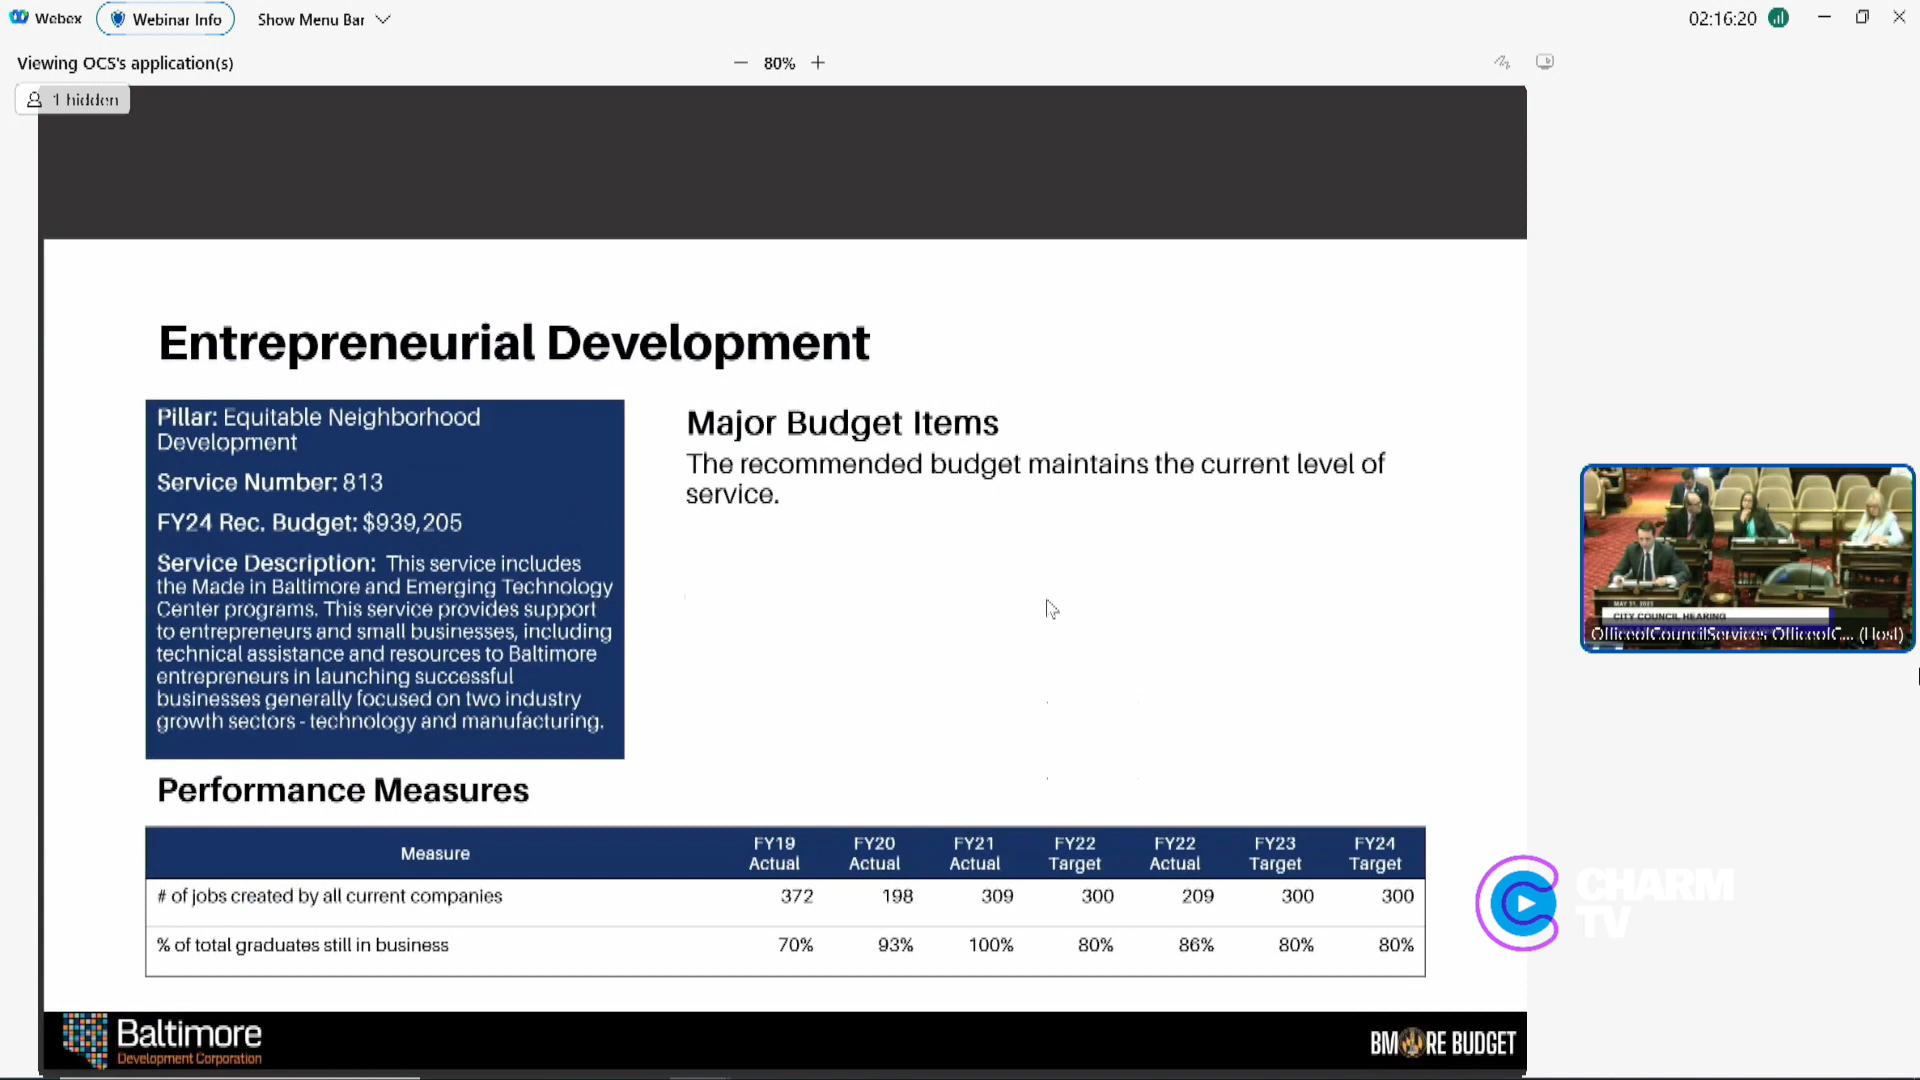 Webex
Webinar Info
Show Menu Bar
02:16:20
Viewing OCS's application(s)
80%
1 hidden
Entrepreneurial Development
Pillar: Equitable Neighborhood
Development
Service Number: 813
FY24 Rec. Budget: $939,205
Service Description: This service includes
the Made in Baltimore and Emerging Technology
Center programs. This service provides support
to entrepreneurs and small businesses, including
technical assistance and resources to Baltimore
entrepreneurs in launching successful
businesses generally focused on two industry
growth sectors - technology and manufacturing.
Major Budget Items
The recommended budget maintains the current level of
service.
MAY 31, 2023
CITY COUNCIL HEARING
OfficeofCouncilServices OfficeofC... (Host)
Performance Measures
Measure FY19 Actual FY20 Actual FY21 Actual FY22 Target FY22 Actual FY23 Target FY24 Target
# of jobs created by all current companies 372 198 309 300 209 300 300
% of total graduates still in business 70% 93% 100% 80% 86% 80% 80%
CHARM
TV
Baltimore
Development Corporation
BMORE BUDGET